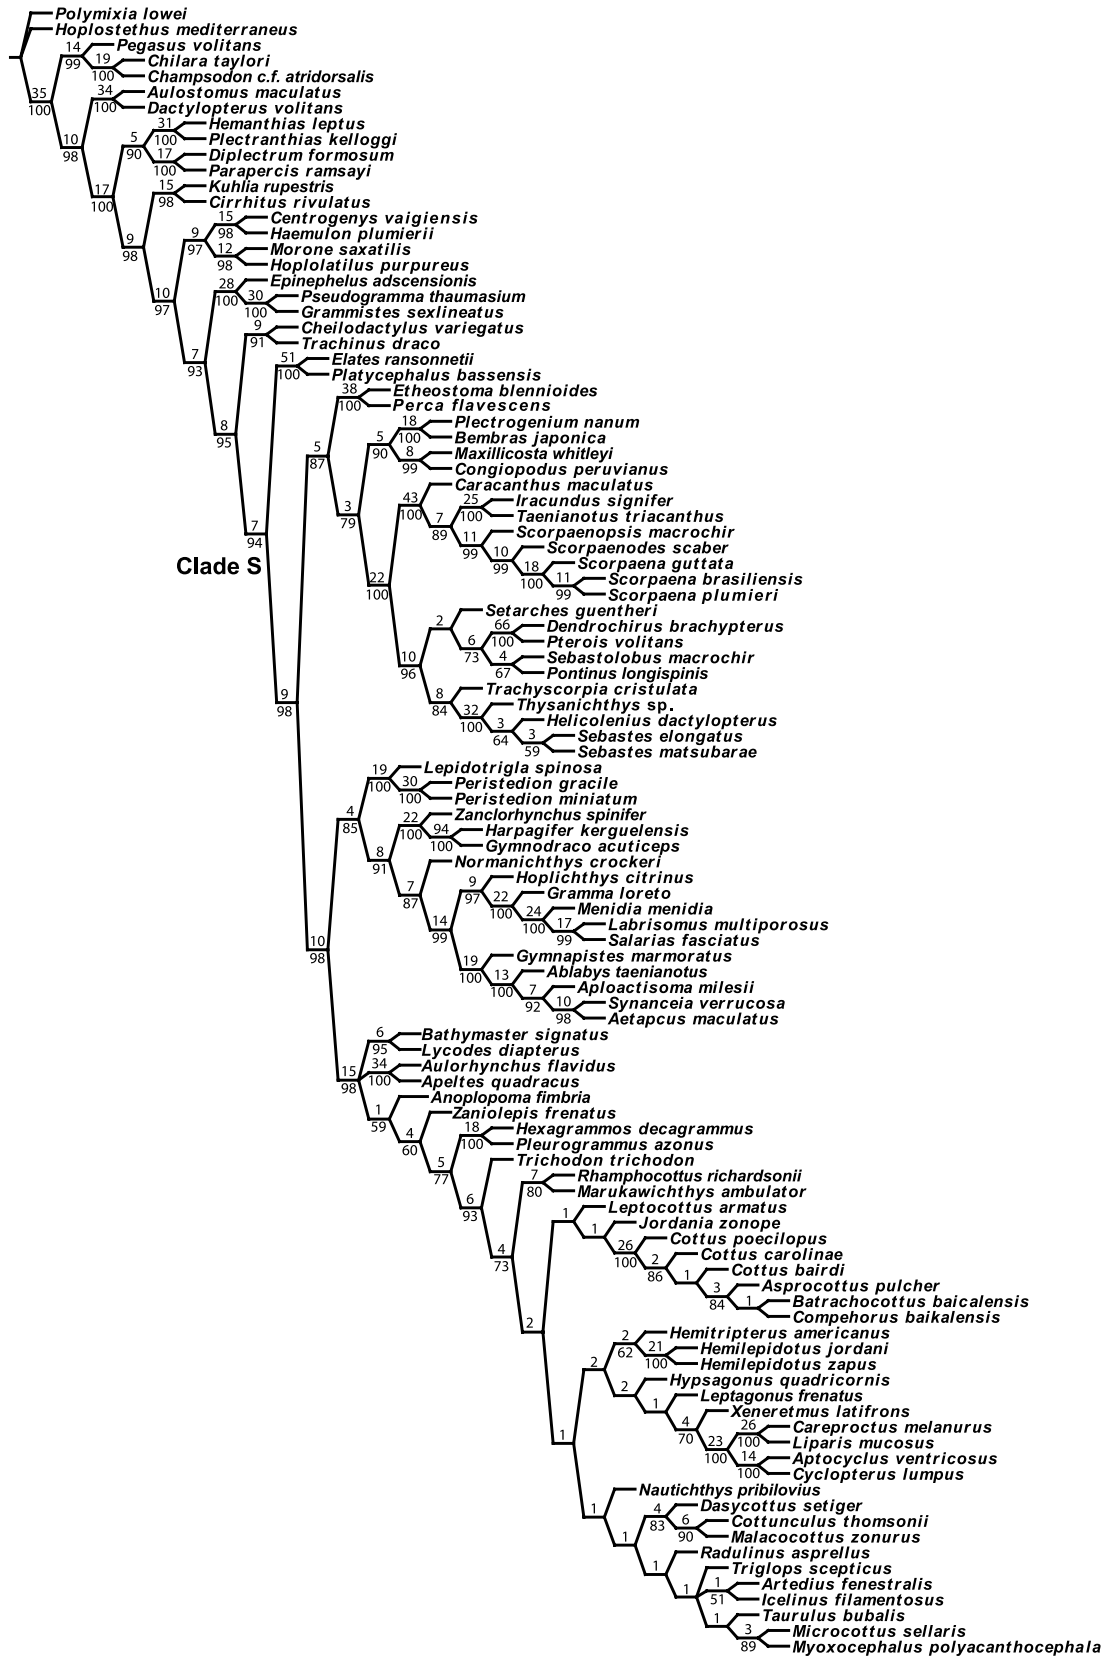 Polymixia lowei
Hoplostethus mediterraneus
14 Pegasus volitans
99 19 Chilara taylori
100 Champsodon c.f. atridorsalis
35 34 Aulostomus maculatus
100 100 Dactylopterus volitans
31 Hemanthias leptus
10 5 100 Plectranthias kelloggi
98 90 17 Diplectrum formosum
100 Parapercis ramsayi
17 15 Kuhlia rupestris
100 98 Cirrhitus rivulatus
15 Centrogenys vaigiensis
9 9 98 Haemulon plumierii
98 97 12 Morone saxatilis
98 Hoplolatilus purpureus
10 28 Epinephelus adscensionis
97 100 30 Pseudogramma thaumasium
100 Grammistes sexlineatus
9 Cheilodactylus variegatus
91 Trachinus draco
7 51 Elates ransonnetii
93 100 Platycephalus bassensis
38 Etheostoma blennioides
100 Perca flavescens
8 18 Plectrogenium nanum
95 5 5 100 Bembras japonica
87 90 8 Maxillicosta whitleyi
99 Congiopodus peruvianus
43 Caracanthus maculatus
100 25 Iracundus signifer
3 7 100 Taenianotus triacanthus
79 89 11 Scorpaenopsis macrochir
7 99 10 Scorpaenodes scaber
94 99 18 Scorpaena guttata
Clade S 22 100 11 Scorpaena brasiliensis
100 99 Scorpaena plumieri
2 Setarches guentheri
66 Dendrochirus brachypterus
6 100 Pterois volitans
10 73 4 Sebastolobus macrochir
96 67 Pontinus longispinis
9 8 Trachyscorpia cristulata
98 84 32 Thysanichthys sp.
100 3 Helicolenius dactylopterus
64 3 Sebastes elongatus
59 Sebastes matsubarae
19 Lepidotrigla spinosa
100 30 Peristedion gracile
100 Peristedion miniatum
4 22 Zanclorhynchus spinifer
85 100 94 Harpagifer kerguelensis
8 100 Gymnodraco acuticeps
91 Normanichthys crockeri
7 9 Hoplichthys citrinus
87 97 22 Gramma loreto
100 24 Menidia menidia
14 100 17 Labrisomus multiporosus
99 99 Salarias fasciatus
10 19 Gymnapistes marmoratus
98 100 13 Ablabys taenianotus
100 7 Aploactisoma milesii
92 10 Synanceia verrucosa
98 Aetapcus maculatus
6 Bathymaster signatus
95 Lycodes diapterus
15 34 Aulorhynchus flavidus
98 100 Apeltes quadracus
1 Anoplopoma fimbria
59 4 Zaniolepis frenatus
60 18 Hexagrammos decagrammus
5 100 Pleurogrammus azonus
77 Trichodon trichodon
6 7 Rhamphocottus richardsonii
93 80 Marukawichthys ambulator
1 Leptocottus armatus
4 1 Jordania zonope
73 26 Cottus poecilopus
100 2 Cottus carolinae
86 1 Cottus bairdi
3 Asprocottus pulcher
84 1 Batrachocottus baicalensis
2 Compehorus baikalensis
2 Hemitripterus americanus
62 21 Hemilepidotus jordani
2 100 Hemilepidotus zapus
2 Hypsagonus quadricornis
1 Leptagonus frenatus
4 Xeneretmus latifrons
1 70 26 Careproctus melanurus
23 100 Liparis mucosus
100 14 Aptocyclus ventricosus
100 Cyclopterus lumpus
1 Nautichthys pribilovius
4 Dasycottus setiger
83 6 Cottunculus thomsonii
1 90 Malacocottus zonurus
1 Radulinus asprellus
Triglops scepticus
1 1 Artedius fenestralis
51 Icelinus filamentosus
1 Taurulus bubalis
3 Microcottus sellaris
89 Myoxocephalus polyacanthocephala